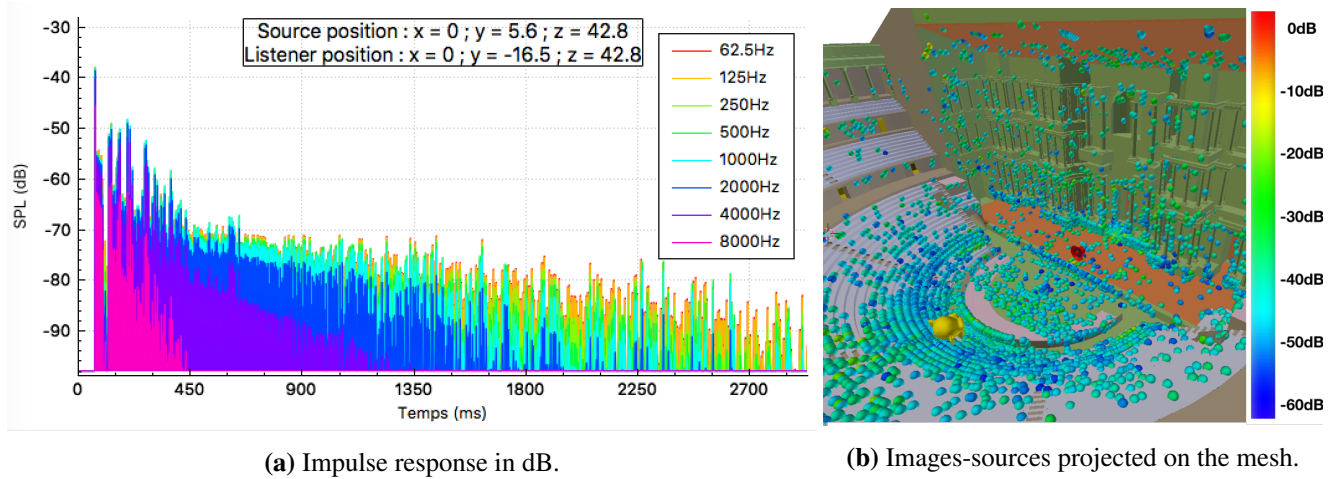 Source position : x = 0 ; y = 5.6 ; z = 42.8
Listener position : x = 0 ; y = -16.5 ; z = 42.8
-30
-40
-50
-60
-70
-80
-90
SPL (dB)
62.5Hz
125Hz
250Hz
500Hz
1000Hz
2000Hz
4000Hz
8000Hz
0
450
900
1350
1800
2250
2700
Temps (ms)
0dB
-10dB
-20dB
-30dB
-40dB
-50dB
-60dB
(a) Impulse response in dB.
(b) Images-sources projected on the mesh.